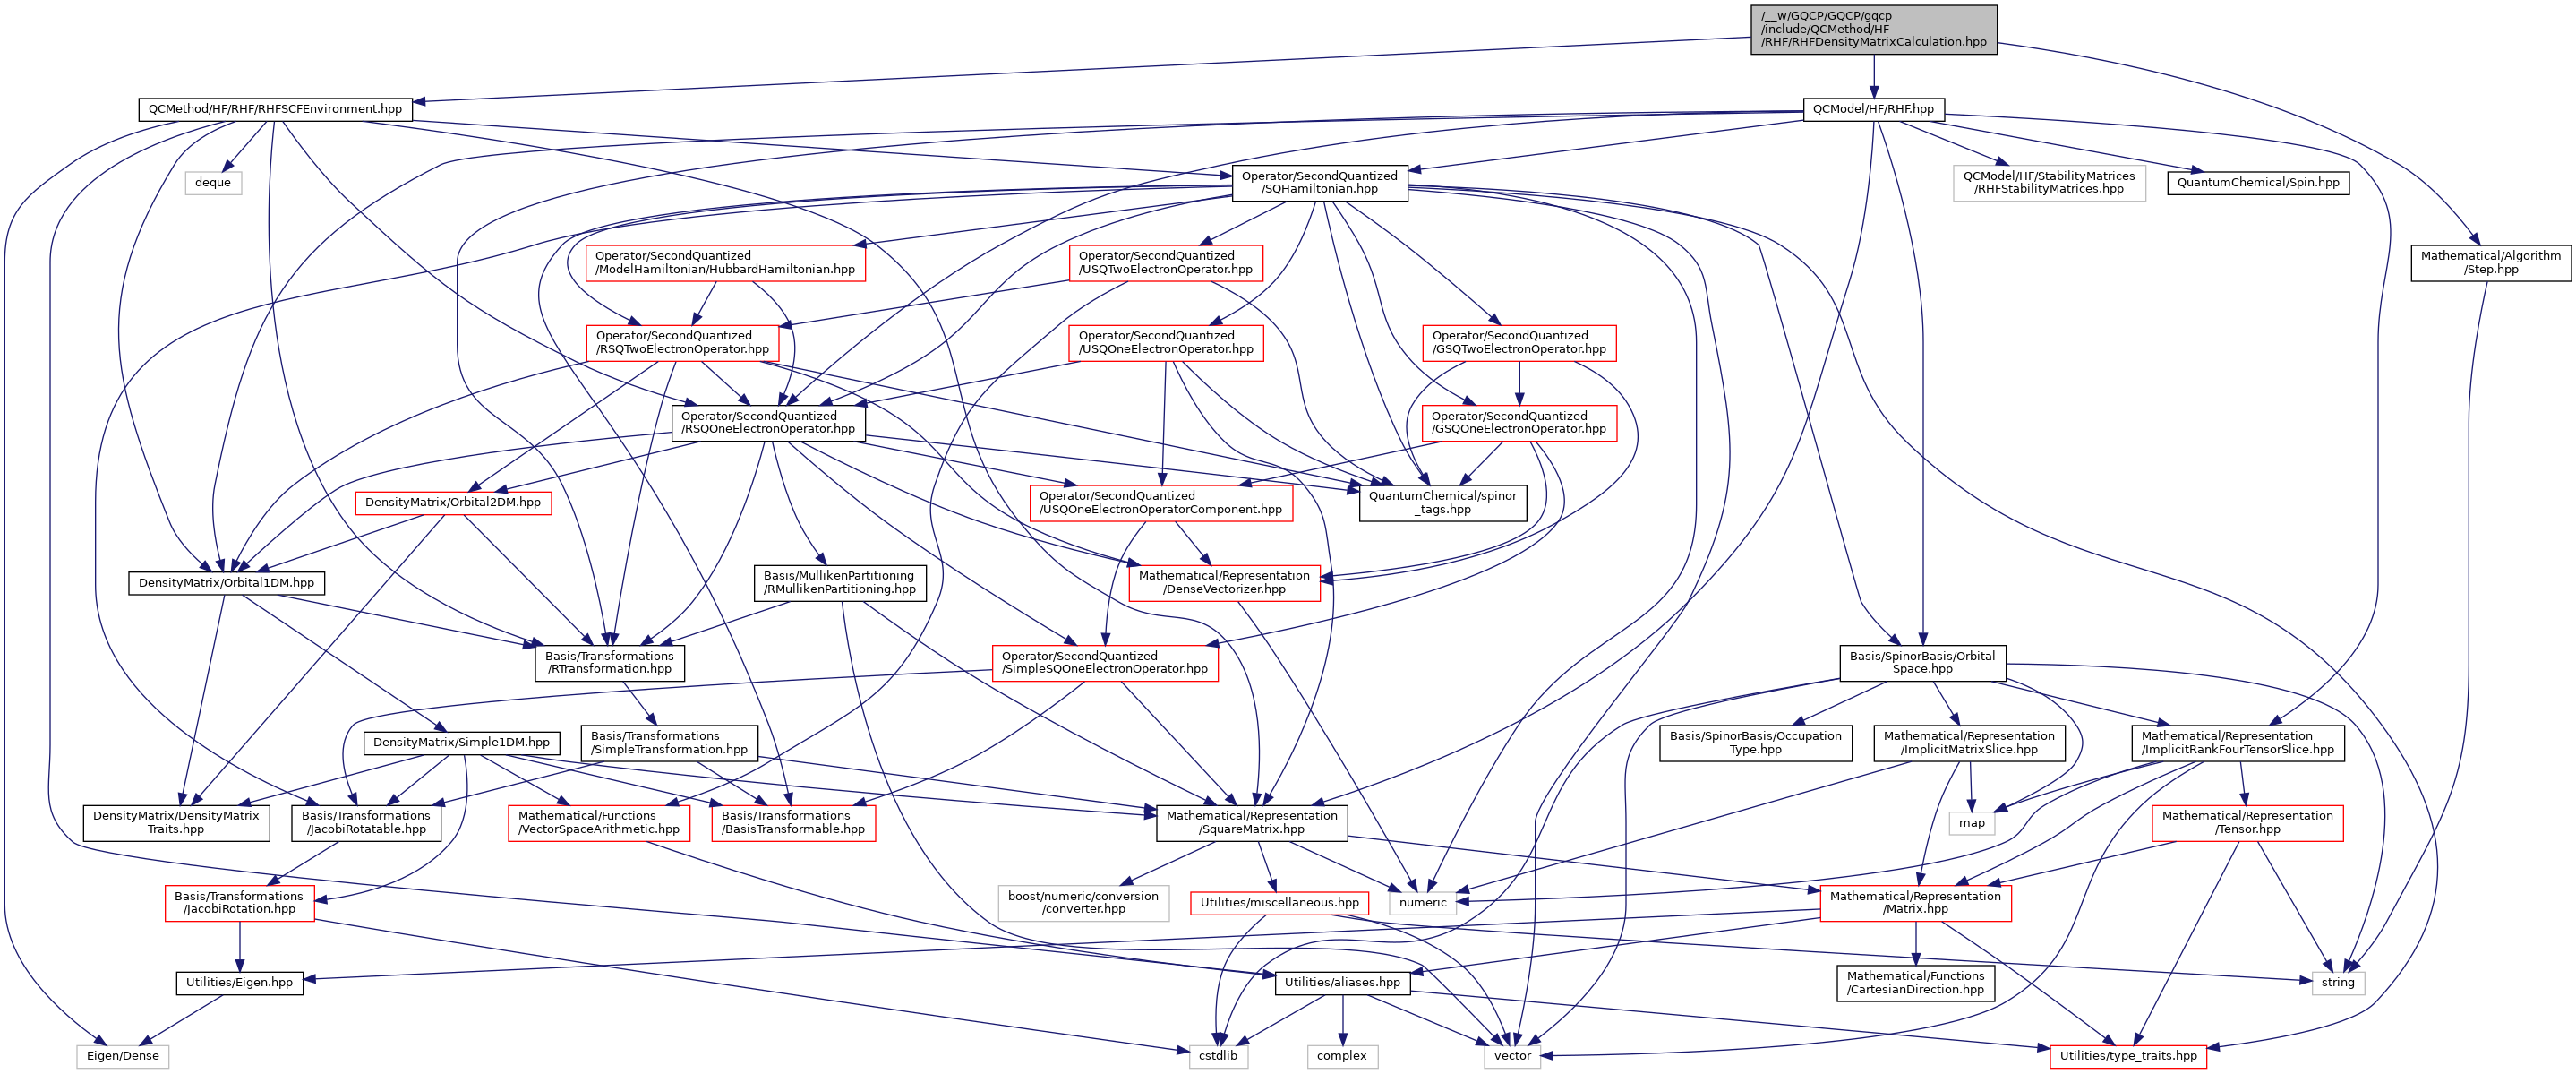 /__w/GQCP/GQCP/gqcp
/include/QCMethod/HF
/RHF/RHFDensityMatrixCalculation.hpp
QCMethod/HF/RHF/RHFSCFEnvironment.hpp
QCModel/HF/RHF.hpp
deque
Operator/SecondQuantized
/SQHamiltonian.hpp
QCModel/HF/StabilityMatrices
/RHFStabilityMatrices.hpp
QuantumChemical/Spin.hpp
Operator/SecondQuantized
/ModelHamiltonian/HubbardHamiltonian.hpp
Operator/SecondQuantized
/USQTwoElectronOperator.hpp
Mathematical/Algorithm
/Step.hpp
Operator/SecondQuantized
/RSQTwoElectronOperator.hpp
Operator/SecondQuantized
/USQOneElectronOperator.hpp
Operator/SecondQuantized
/GSQTwoElectronOperator.hpp
Operator/SecondQuantized
/RSQOneElectronOperator.hpp
Operator/SecondQuantized
/GSQOneElectronOperator.hpp
DensityMatrix/Orbital2DM.hpp
Operator/SecondQuantized
/USQOneElectronOperatorComponent.hpp
QuantumChemical/spinor
_tags.hpp
DensityMatrix/Orbital1DM.hpp
Basis/MullikenPartitioning
/RMullikenPartitioning.hpp
Mathematical/Representation
/DenseVectorizer.hpp
Basis/Transformations
/RTransformation.hpp
Operator/SecondQuantized
/SimpleSQOneElectronOperator.hpp
Basis/SpinorBasis/Orbital
Space.hpp
DensityMatrix/Simple1DM.hpp
Basis/Transformations
/SimpleTransformation.hpp
Basis/SpinorBasis/Occupation
Type.hpp
Mathematical/Representation
/ImplicitMatrixSlice.hpp
Mathematical/Representation
/ImplicitRankFourTensorSlice.hpp
DensityMatrix/DensityMatrix
Traits.hpp
Basis/Transformations
/JacobiRotatable.hpp
Mathematical/Functions
/VectorSpaceArithmetic.hpp
Basis/Transformations
/BasisTransformable.hpp
Mathematical/Representation
/SquareMatrix.hpp
map
Mathematical/Representation
/Tensor.hpp
Basis/Transformations
/JacobiRotation.hpp
boost/numeric/conversion
/converter.hpp
Utilities/miscellaneous.hpp
numeric
Mathematical/Representation
/Matrix.hpp
Utilities/Eigen.hpp
Utilities/aliases.hpp
Mathematical/Functions
/CartesianDirection.hpp
string
Eigen/Dense
cstdlib
complex
vector
Utilities/type_traits.hpp